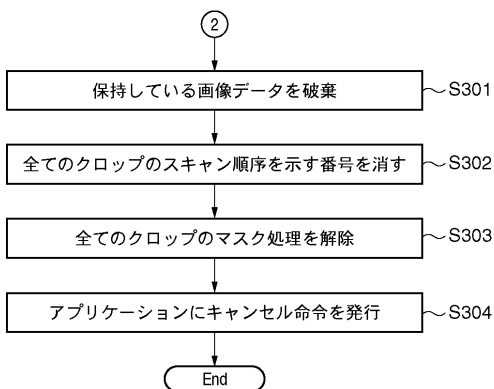 2
保持している画像データを破棄
S301
全てのクロップのスキャン順序を示す番号を消す
S302
全てのクロップのマスク処理を解除
S303
アプリケーションにキャンセル命令を発行
S304
End